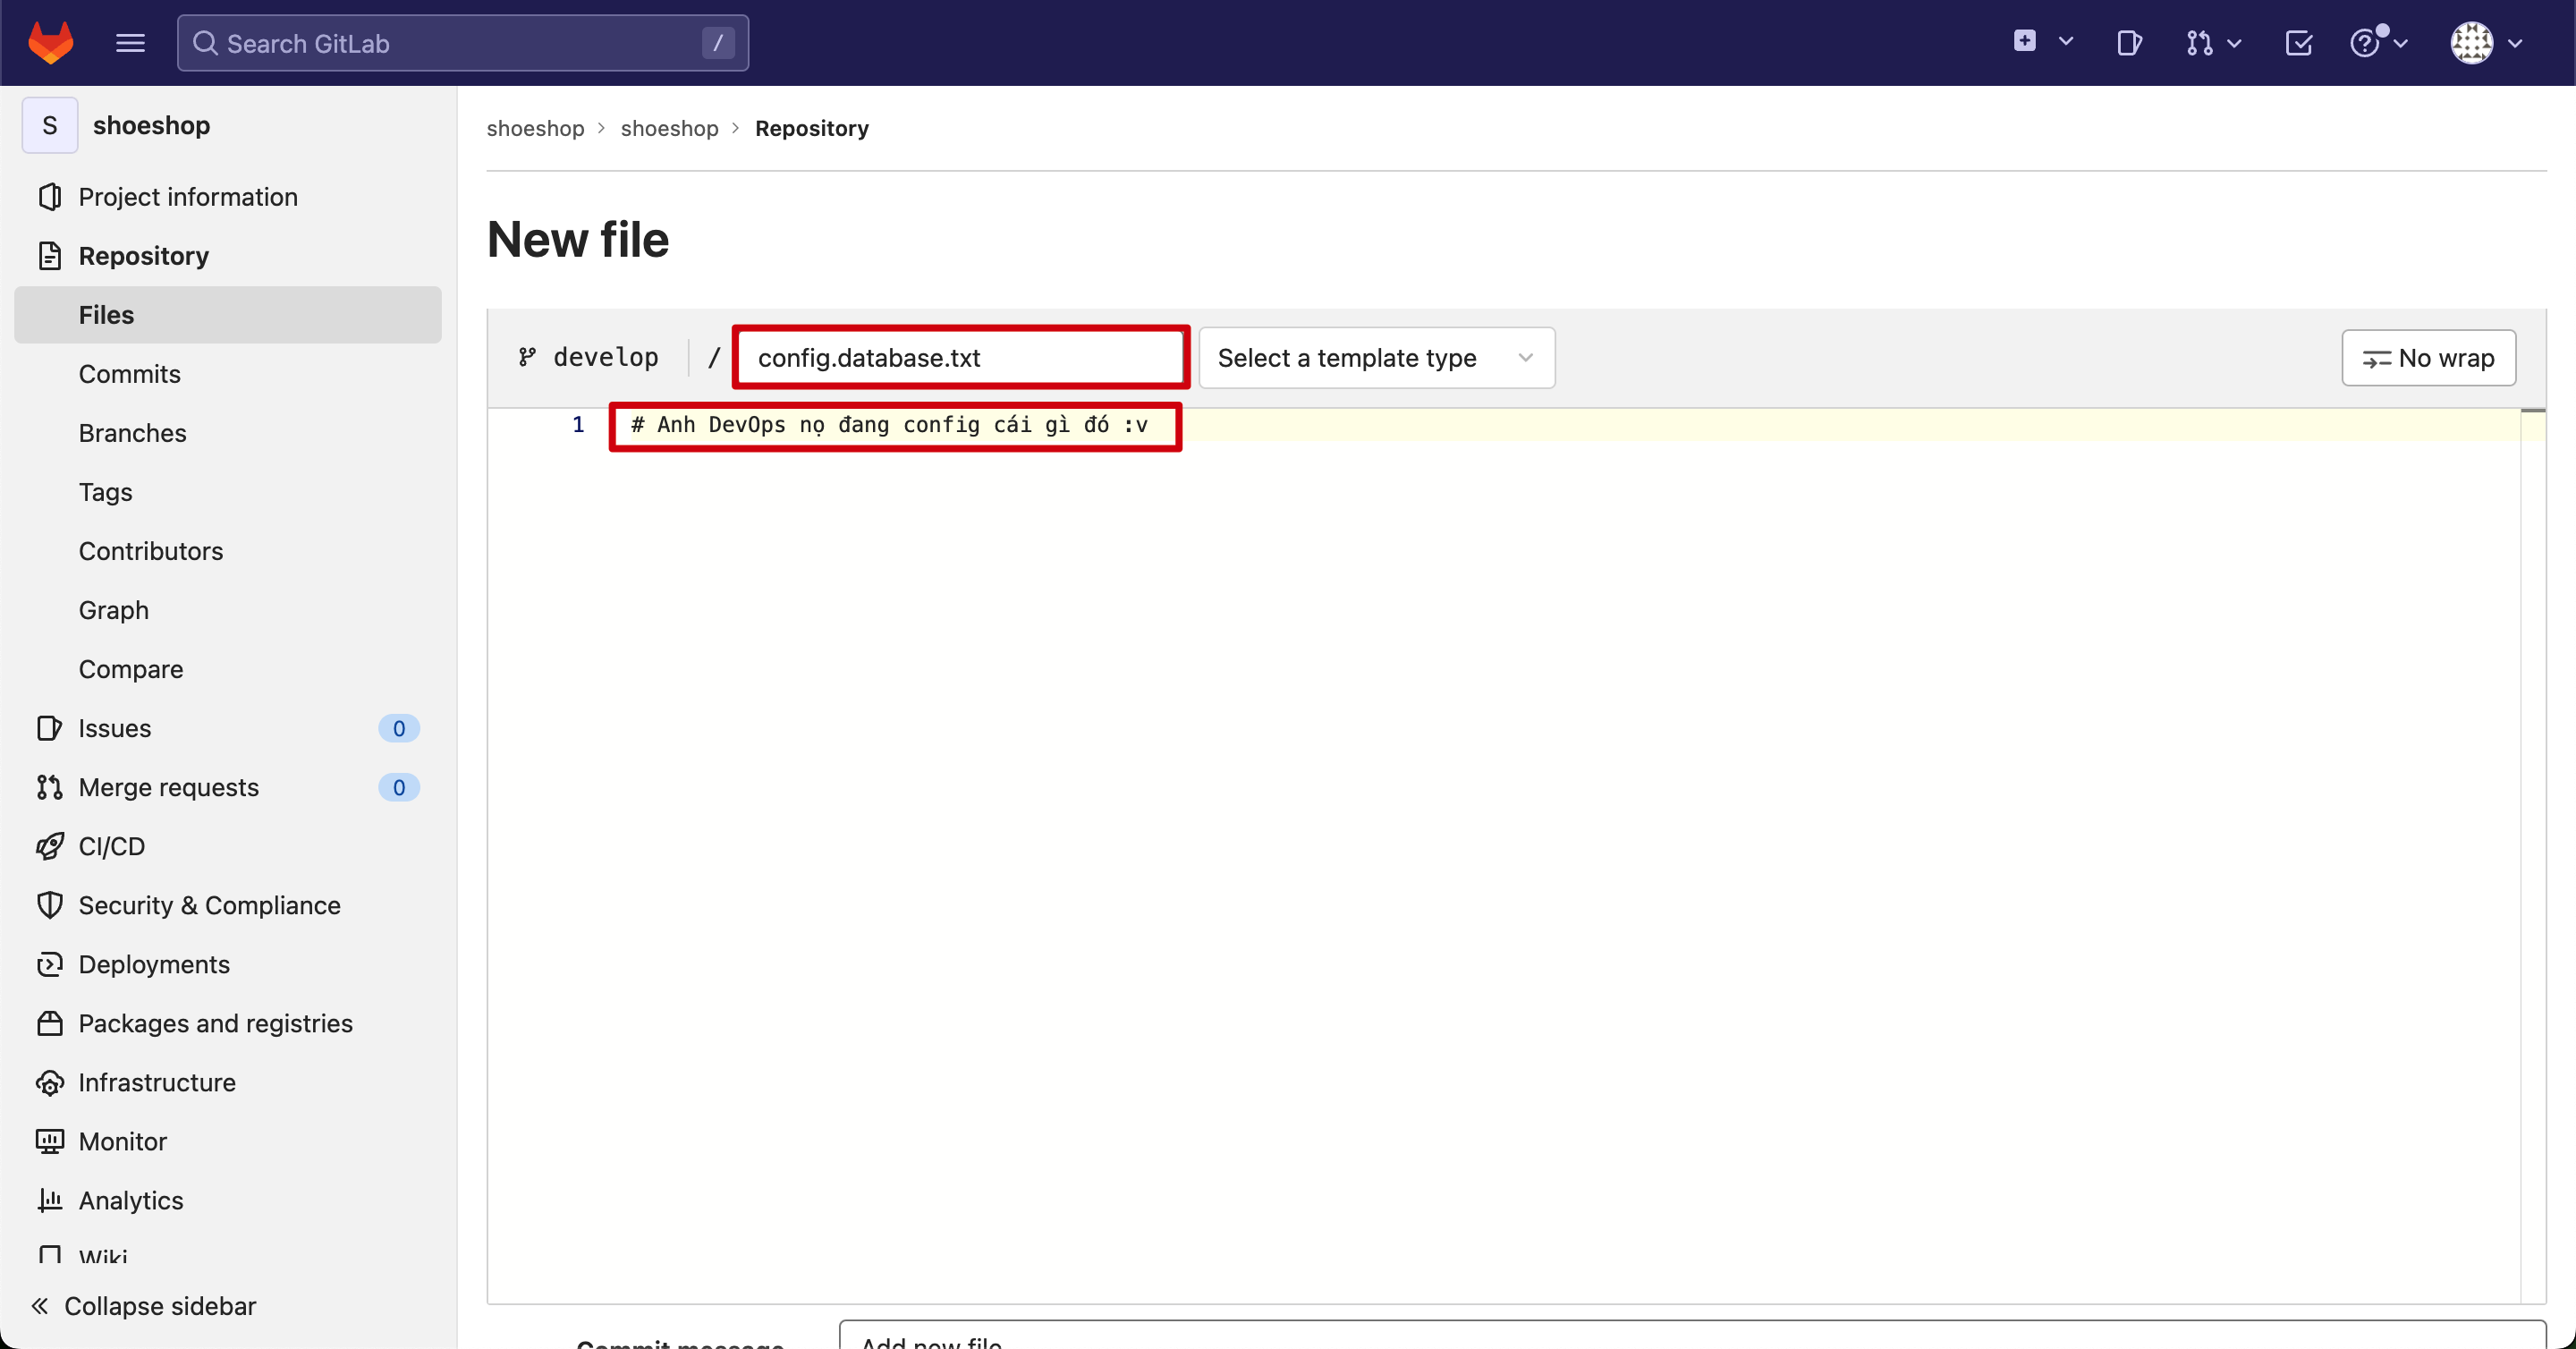 Search GitLab /
S shoeshop
Project information
Repository
Files
Commits
Branches
Tags
Contributors
Graph
Compare
Issues 0
Merge requests 0
CI/CD
Security & Compliance
Deployments
Packages and registries
Infrastructure
Monitor
Analytics
Wiki
Collapse sidebar
shoeshop > shoeshop > Repository
New file
develop / config.database.txt Select a template type No wrap
1 # Anh DevOps nọ đang config cái gì đó :v
Commit message Add new file